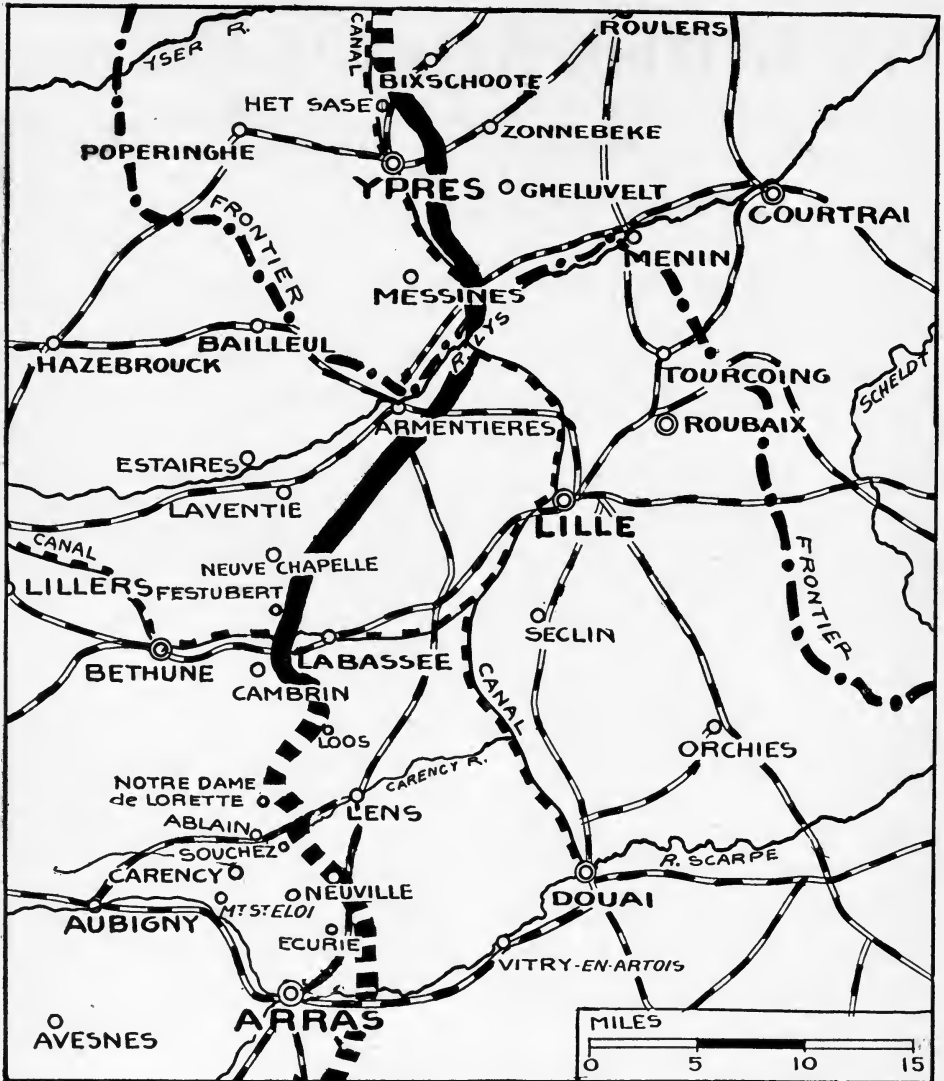 YSER R.
CANAL
ROULERS
BIXSCHOOTE
HET SASE
ZONNEBEKE
POPERINGHE
YPRES
GHELUVELT
COURTRAI
FRONTIER
MENIN
MESSINES
R. LYS
BAILLEUL
HAZEBROUCK
TOURCOING
SCHELDT
ARMENTIERES
ROUBAIX
ESTAIRES
LAVENTIE
LILLE
CANAL
NEUVE CHAPELLE
FRONTIER
LILLERS
FESTUBERT
SECLIN
LABASSEE
BETHUNE
CAMBRIN
CANAL
LOOS
ORCHIES
NOTRE DAME
de LORETTE
CARENCY R.
LENS
ABLAIN
SOUCHEZ
R. SCARPE
CARENCY
NEUVILLE
DOUAI
MT ST ELOI
AUBIGNY
ECURIE
VITRY-EN-ARTOIS
ARRAS
AVESNES
MILES
0 5 10 15